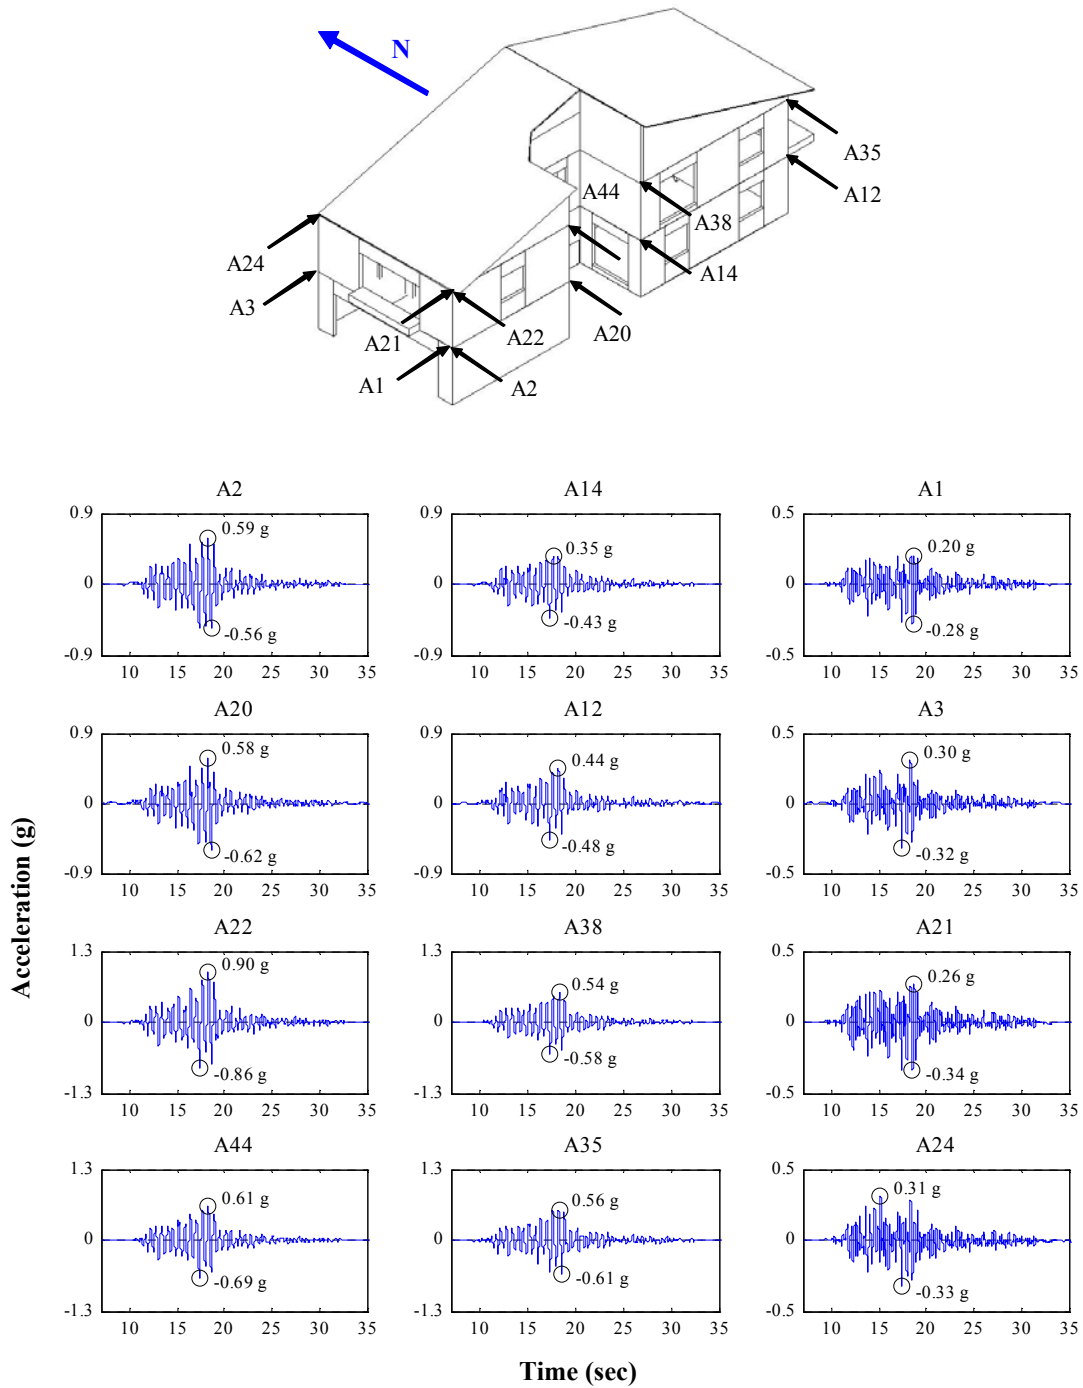 N
A35
A12
A44
A38
A14
A24
A3
A21
A22
A20
A1
A2
A2 A14 A1
0.9 0.9 0.5
0.59 g 0.35 g 0.20 g
0 0 0
-0.56 g -0.43 g -0.28 g
-0.9 -0.9 -0.5
10 15 20 25 30 35 10 15 20 25 30 35 10 15 20 25 30 35
A20 A12 A3
0.9 0.9 0.5
0.58 g 0.44 g 0.30 g
0 0 0
-0.62 g -0.48 g -0.32 g
-0.9 -0.9 -0.5
10 15 20 25 30 35 10 15 20 25 30 35 10 15 20 25 30 35
A22 A38 A21
1.3 1.3 0.5
0.90 g 0.54 g 0.26 g
0 0 0
-0.86 g -0.58 g -0.34 g
-1.3 -1.3 -0.5
10 15 20 25 30 35 10 15 20 25 30 35 10 15 20 25 30 35
A44 A35 A24
1.3 1.3 0.5
0.61 g 0.56 g 0.31 g
0 0 0
-0.69 g -0.61 g -0.33 g
-1.3 -1.3 -0.5
10 15 20 25 30 35 10 15 20 25 30 35 10 15 20 25 30 35
Acceleration (g)
Time (sec)